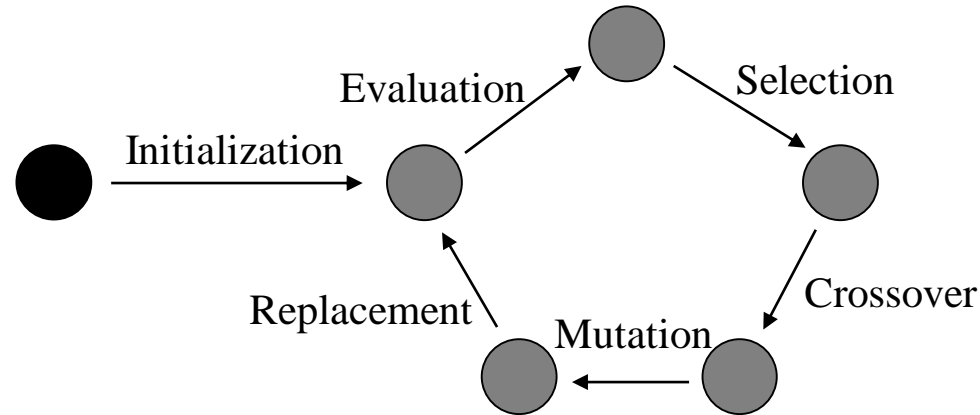 Evaluation
Selection
Initialization
Crossover
Replacement
Mutation